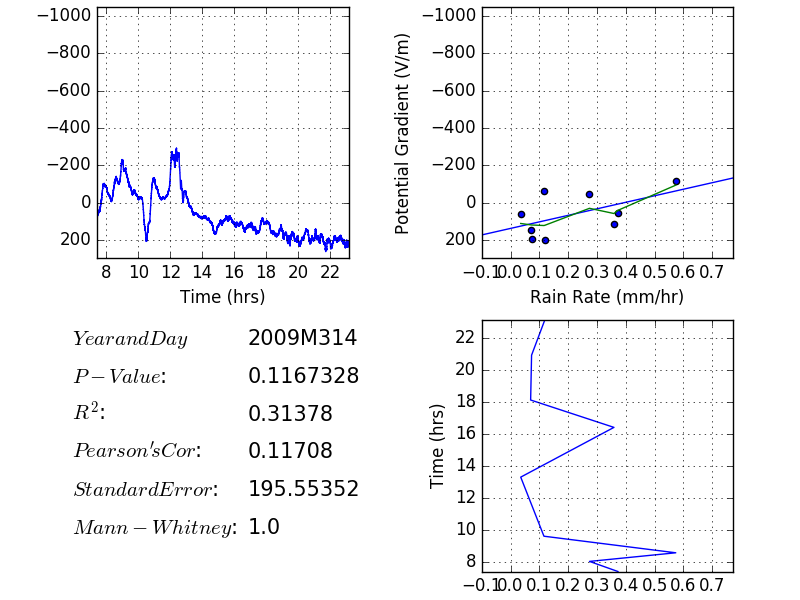 −1000
−800
−600
−400
−200
0
200
8 10 12 14 16 18 20 22
Time (hrs)
Potential Gradient (V/m)
−1000
−800
−600
−400
−200
0
200
−0.1 0.0 0.1 0.2 0.3 0.4 0.5 0.6 0.7
Rain Rate (mm/hr)
YearandDay 2009M314
P − Value: 0.1167328
R²: 0.31378
Pearson'sCor: 0.11708
StandardError: 195.55352
Mann − Whitney: 1.0
Time (hrs)
22
20
18
16
14
12
10
8
−0.1 0.0 0.1 0.2 0.3 0.4 0.5 0.6 0.7